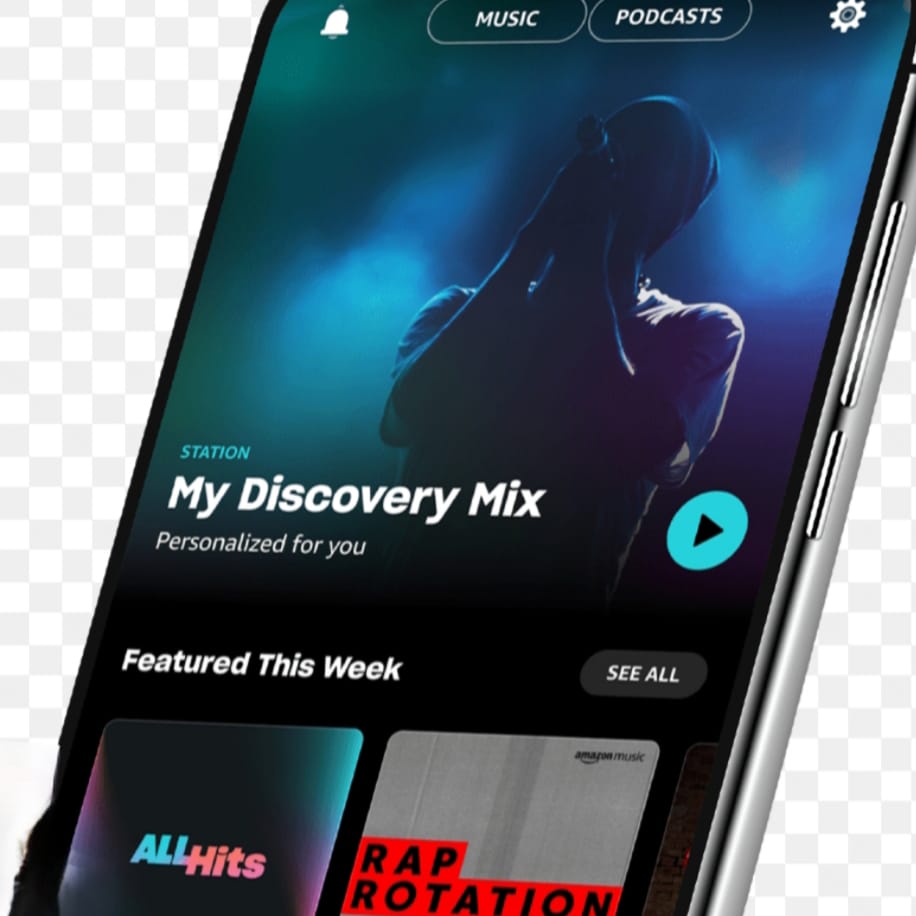 MUSIC
PODCASTS
STATION
My Discovery Mix
Personalized for you
Featured This Week
SEE ALL
ALL Hits
amazon music
RAP
ROTATION